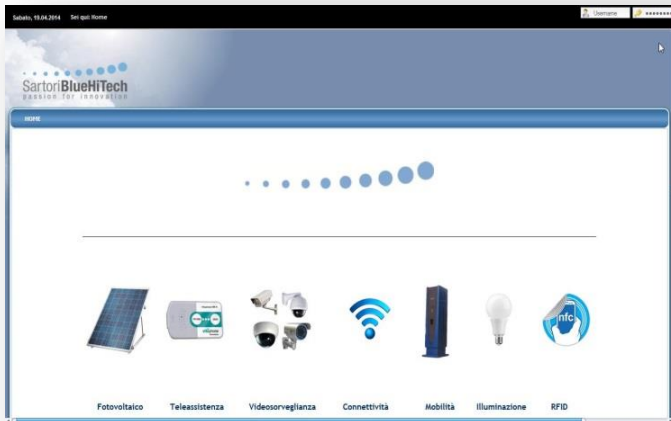 Sabato, 19.04.2014 Sei qui: Home
Username
SartoriBlueHiTech
passion for innovation
HOME
nfc
Fotovoltaico Teleassistenza Videosorveglianza Connettività Mobilità Illuminazione RFID